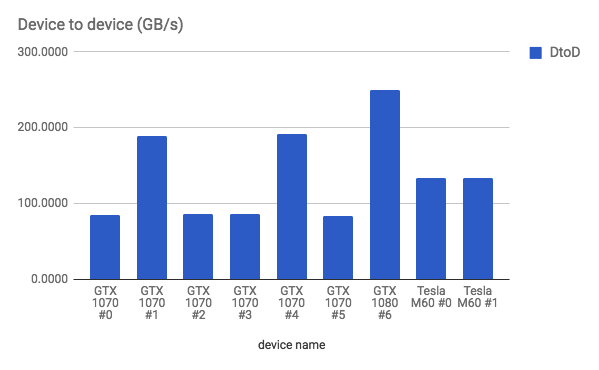 Device to device (GB/s)
DtoD
300.0000
200.0000
100.0000
0.0000
GTX 1070 #0
GTX 1070 #1
GTX 1070 #2
GTX 1070 #3
GTX 1070 #4
GTX 1070 #5
GTX 1080 #6
Tesla M60 #0
Tesla M60 #1
device name